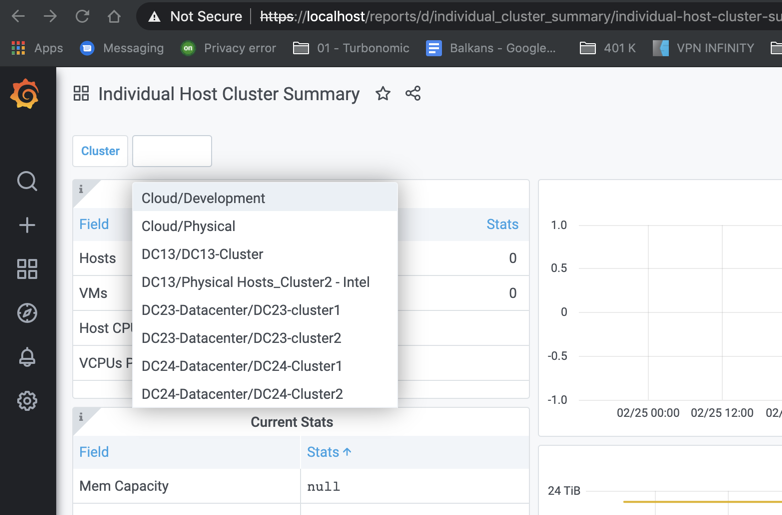 Not Secure | https://localhost/reports/d/individual_cluster_summary/individual-host-cluster-su
Apps Messaging on Privacy error 01 - Turbonomic Balkans - Google... 401 K VPN INFINITY
Individual Host Cluster Summary
Cluster
i
Cloud/Development
Cloud/Physical
DC13/DC13-Cluster
DC13/Physical Hosts_Cluster2 - Intel
DC23-Datacenter/DC23-cluster1
DC23-Datacenter/DC23-cluster2
DC24-Datacenter/DC24-Cluster1
DC24-Datacenter/DC24-Cluster2
Field Stats
Hosts 0
VMs 0
Host CPU
VCPUs P
i
Current Stats
Field Stats ↑
Mem Capacity null
1.0
0.5
0
-0.5
-1.0
02/25 00:00 02/25 12:00 02/
24 TiB